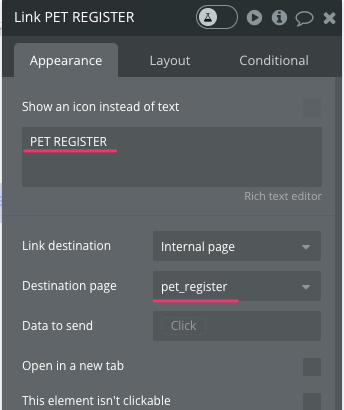 Link PET REGISTER
Appearance
Layout
Conditional
Show an icon instead of text
PET REGISTER
Rich text editor
Link destination
Internal page
Destination page
pet_register
Data to send
Click
Open in a new tab
This element isn't clickable